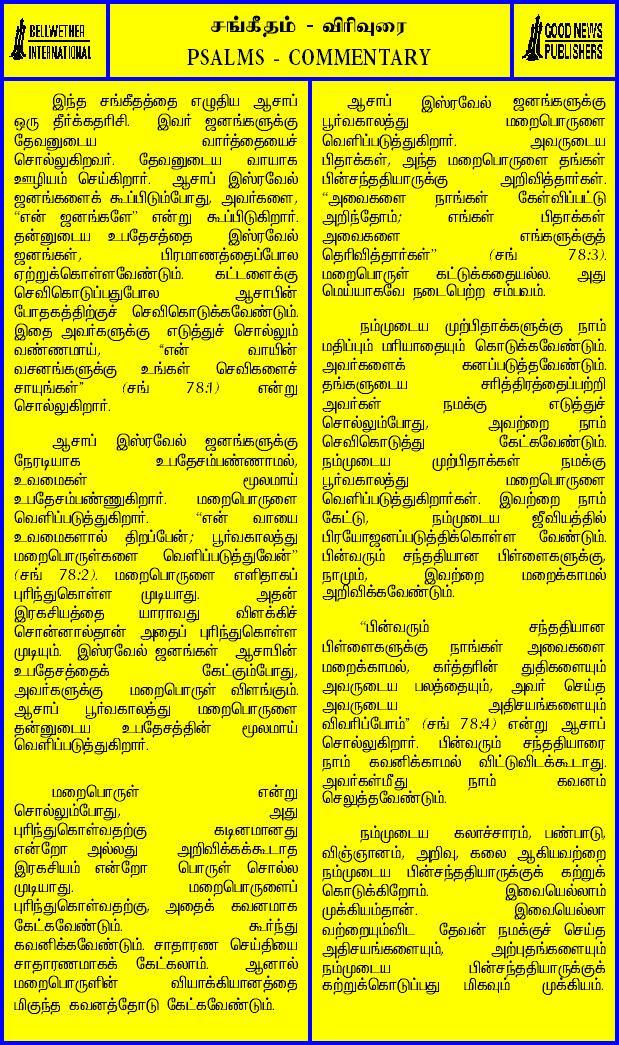 BELLWETHER
INTERNATIONAL
சங்கீதம் - விரிவுரை
PSALMS - COMMENTARY
GOOD NEWS
PUBLISHERS
இந்த சங்கீதத்தை எழுதிய ஆசாப்
ஒரு தீர்க்கதரிசி. இவர் ஜனங்களுக்கு
தேவனுடைய வார்த்தையைச்
சொல்லுகிறவர். தேவனுடைய வாயாக
ஊழியம் செய்கிறார். ஆசாப் இஸ்ரவேல்
ஜனங்களைக் கூப்பிடும்போது, அவர்களை,
“என் ஜனங்களே” என்று கூப்பிடுகிறார்.
தன்னுடைய உபதேசத்தை இஸ்ரவேல்
ஜனங்கள், பிரமாணத்தைப்போல
ஏற்றுக்கொள்ளவேண்டும். கட்டளைக்கு
செவிகொடுப்பதுபோல ஆசாபின்
போதகத்திற்குச் செவிகொடுக்கவேண்டும்.
இதை அவர்களுக்கு எடுத்துச் சொல்லும்
வண்ணமாய், “என் வாயின்
வசனங்களுக்கு உங்கள் செவிகளைச்
சாயுங்கள்” (சங் 78:1) என்று
சொல்லுகிறார்.
ஆசாப் இஸ்ரவேல் ஜனங்களுக்கு
நேரடியாக உபதேசம்பண்ணாமல்,
உவமைகள் மூலமாய்
உபதேசம்பண்ணுகிறார். மறைபொருளை
வெளிப்படுத்துகிறார். “என் வாயை
உவமைகளால் திறப்பேன்; பூர்வகாலத்து
மறைபொருள்களை வெளிப்படுத்துவேன்”
(சங் 78:2). மறைபொருளை எளிதாகப்
புரிந்துகொள்ள முடியாது. அதன்
இரகசியத்தை யாராவது விளக்கிச்
சொன்னால்தான் அதைப் புரிந்துகொள்ள
முடியும். இஸ்ரவேல் ஜனங்கள் ஆசாபின்
உபதேசத்தைக் கேட்கும்போது,
அவர்களுக்கு மறைபொருள் விளங்கும்.
ஆசாப் பூர்வகாலத்து மறைபொருளை
தன்னுடைய உபதேசத்தின் மூலமாய்
வெளிப்படுத்துகிறார்.
மறைபொருள் என்று
சொல்லும்போது, அது
புரிந்துகொள்வதற்கு கடினமானது
என்றோ அல்லது அறிவிக்கக்கூடாத
இரகசியம் என்றோ பொருள் சொல்ல
முடியாது. மறைபொருளைப்
புரிந்துகொள்வதற்கு, அதைக் கவனமாக
கேட்கவேண்டும். கூர்ந்து
கவனிக்கவேண்டும். சாதாரண செய்தியை
சாதாரணமாகக் கேட்கலாம். ஆனால்
மறைபொருளின் வியாக்கியானத்தை
மிகுந்த கவனத்தோடு கேட்கவேண்டும்.
ஆசாப் இஸ்ரவேல் ஜனங்களுக்கு
பூர்வகாலத்து மறைபொருளை
வெளிப்படுத்துகிறார். அவருடைய
பிதாக்கள், அந்த மறைபொருளை தங்கள்
பின்சந்ததியாருக்கு அறிவித்தார்கள்.
“அவைகளை நாங்கள் கேள்விப்பட்டு
அறிந்தோம்; எங்கள் பிதாக்கள்
அவைகளை எங்களுக்குத்
தெரிவித்தார்கள்” (சங் 78:3).
மறைபொருள் கட்டுக்கதையல்ல. அது
மெய்யாகவே நடைபெற்ற சம்பவம்.
நம்முடைய முற்பிதாக்களுக்கு நாம்
மதிப்பும் மரியாதையும் கொடுக்கவேண்டும்.
அவர்களைக் கனப்படுத்தவேண்டும்.
தங்களுடைய சரித்திரத்தைப்பற்றி
அவர்கள் நமக்கு எடுத்துச்
சொல்லும்போது, அவற்றை நாம்
செவிகொடுத்து கேட்கவேண்டும்.
நம்முடைய முற்பிதாக்கள் நமக்கு
பூர்வகாலத்து மறைபொருளை
வெளிப்படுத்துகிறார்கள். இவற்றை நாம்
கேட்டு, நம்முடைய ஜீவியத்தில்
பிரயோஜனப்படுத்திக்கொள்ள வேண்டும்.
பின்வரும் சந்ததியான பிள்ளைகளுக்கு,
நாமும், இவற்றை மறைக்காமல்
அறிவிக்கவேண்டும்.
“பின்வரும் சந்ததியான
பிள்ளைகளுக்கு நாங்கள் அவைகளை
மறைக்காமல், கர்த்தரின் துதிகளையும்
அவருடைய பலத்தையும், அவர் செய்த
அவருடைய அதிசயங்களையும்
விவரிப்போம்” (சங் 78:4) என்று ஆசாப்
சொல்லுகிறார். பின்வரும் சந்ததியாரை
நாம் கவனிக்காமல் விட்டுவிடக்கூடாது.
அவர்கள்மீது நாம் கவனம்
செலுத்தவேண்டும்.
நம்முடைய கலாச்சாரம், பண்பாடு,
விஞ்ஞானம், அறிவு, கலை ஆகியவற்றை
நம்முடைய பின்சந்ததியாருக்குக் கற்றுக்
கொடுக்கிறோம். இவையெல்லாம்
முக்கியம்தான். இவையெல்லா
வற்றையும்விட தேவன் நமக்குச் செய்த
அதிசயங்களையும், அற்புதங்களையும்
நம்முடைய பின்சந்ததியாருக்குக்
கற்றுக்கொடுப்பது மிகவும் முக்கியம்.